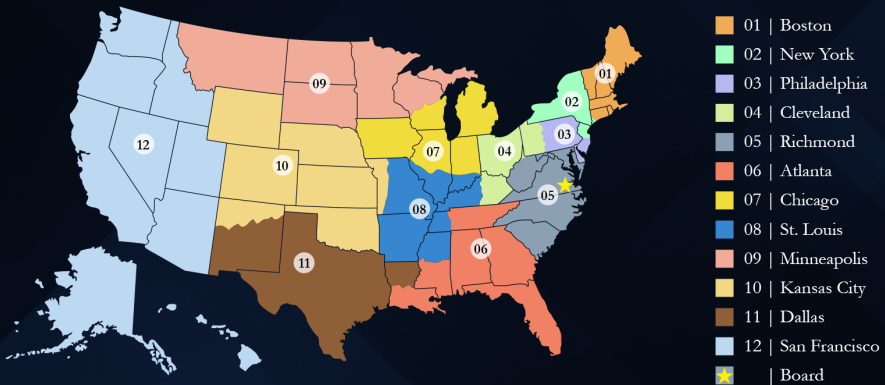 01 | Boston
02 | New York
03 | Philadelphia
04 | Cleveland
05 | Richmond
06 | Atlanta
07 | Chicago
08 | St. Louis
09 | Minneapolis
10 | Kansas City
11 | Dallas
12 | San Francisco
| Board
01
02
09
03
12
07
04
10
05
08
06
11